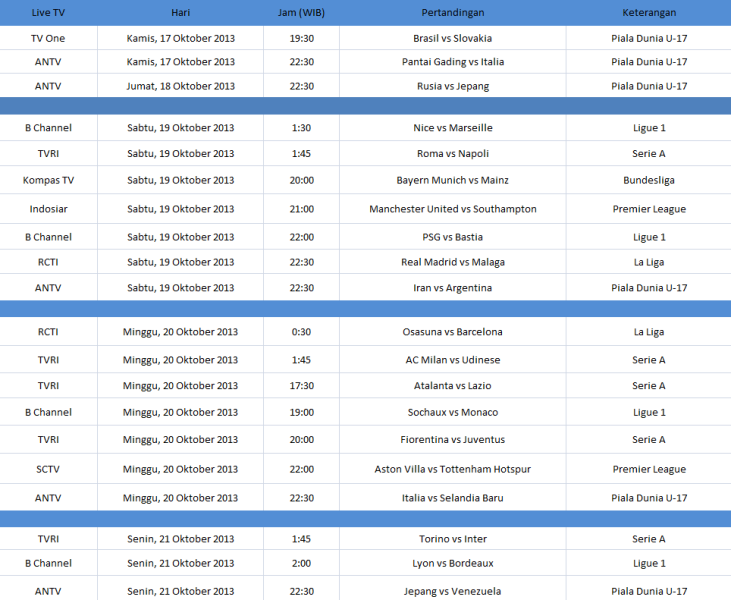 Live TV Hari Jam (WIB) Pertandingan Keterangan
TV One Kamis, 17 Oktober 2013 19:30 Brasil vs Slovakia Piala Dunia U-17
ANTV Kamis, 17 Oktober 2013 22:30 Pantai Gading vs Italia Piala Dunia U-17
ANTV Jumat, 18 Oktober 2013 22:30 Rusia vs Jepang Piala Dunia U-17
B Channel Sabtu, 19 Oktober 2013 1:30 Nice vs Marseille Ligue 1
TVRI Sabtu, 19 Oktober 2013 1:45 Roma vs Napoli Serie A
Kompas TV Sabtu, 19 Oktober 2013 20:00 Bayern Munich vs Mainz Bundesliga
Indosiar Sabtu, 19 Oktober 2013 21:00 Manchester United vs Southampton Premier League
B Channel Sabtu, 19 Oktober 2013 22:00 PSG vs Bastia Ligue 1
RCTI Sabtu, 19 Oktober 2013 22:30 Real Madrid vs Malaga La Liga
ANTV Sabtu, 19 Oktober 2013 22:30 Iran vs Argentina Piala Dunia U-17
RCTI Minggu, 20 Oktober 2013 0:30 Osasuna vs Barcelona La Liga
TVRI Minggu, 20 Oktober 2013 1:45 AC Milan vs Udinese Serie A
TVRI Minggu, 20 Oktober 2013 17:30 Atalanta vs Lazio Serie A
B Channel Minggu, 20 Oktober 2013 19:00 Sochaux vs Monaco Ligue 1
TVRI Minggu, 20 Oktober 2013 20:00 Fiorentina vs Juventus Serie A
SCTV Minggu, 20 Oktober 2013 22:00 Aston Villa vs Tottenham Hotspur Premier League
ANTV Minggu, 20 Oktober 2013 22:30 Italia vs Selandia Baru Piala Dunia U-17
TVRI Senin, 21 Oktober 2013 1:45 Torino vs Inter Serie A
B Channel Senin, 21 Oktober 2013 2:00 Lyon vs Bordeaux Ligue 1
ANTV Senin, 21 Oktober 2013 22:30 Jepang vs Venezuela Piala Dunia U-17